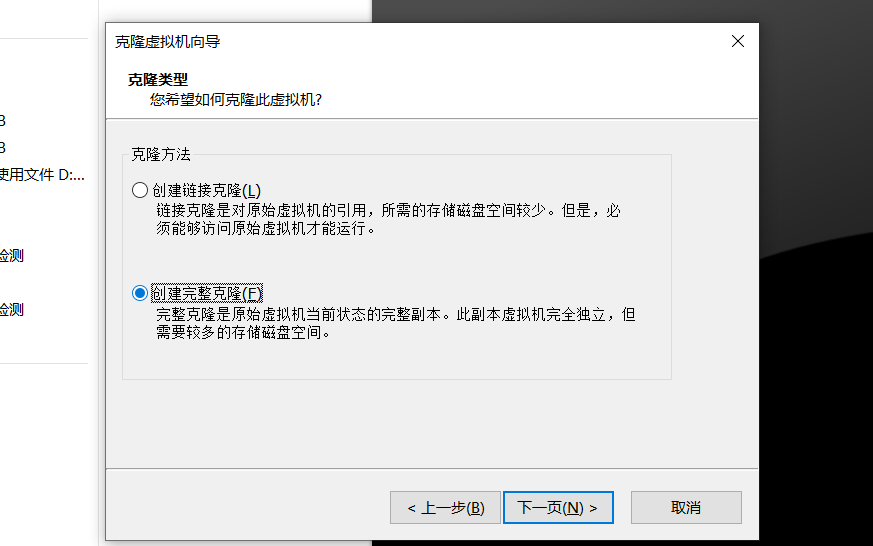 克隆虚拟机向导
克隆类型
您希望如何克隆此虚拟机?
8
8
使用文件 D:...
检测
检测
克隆方法
创建链接克隆(L)
链接克隆是对原始虚拟机的引用，所需的存储磁盘空间较少。但是，必
须能够访问原始虚拟机才能运行。
创建完整克隆(F)
完整克隆是原始虚拟机当前状态的完整副本。此副本虚拟机完全独立，但
需要较多的存储磁盘空间。
< 上一步(B)
下一页(N) >
取消